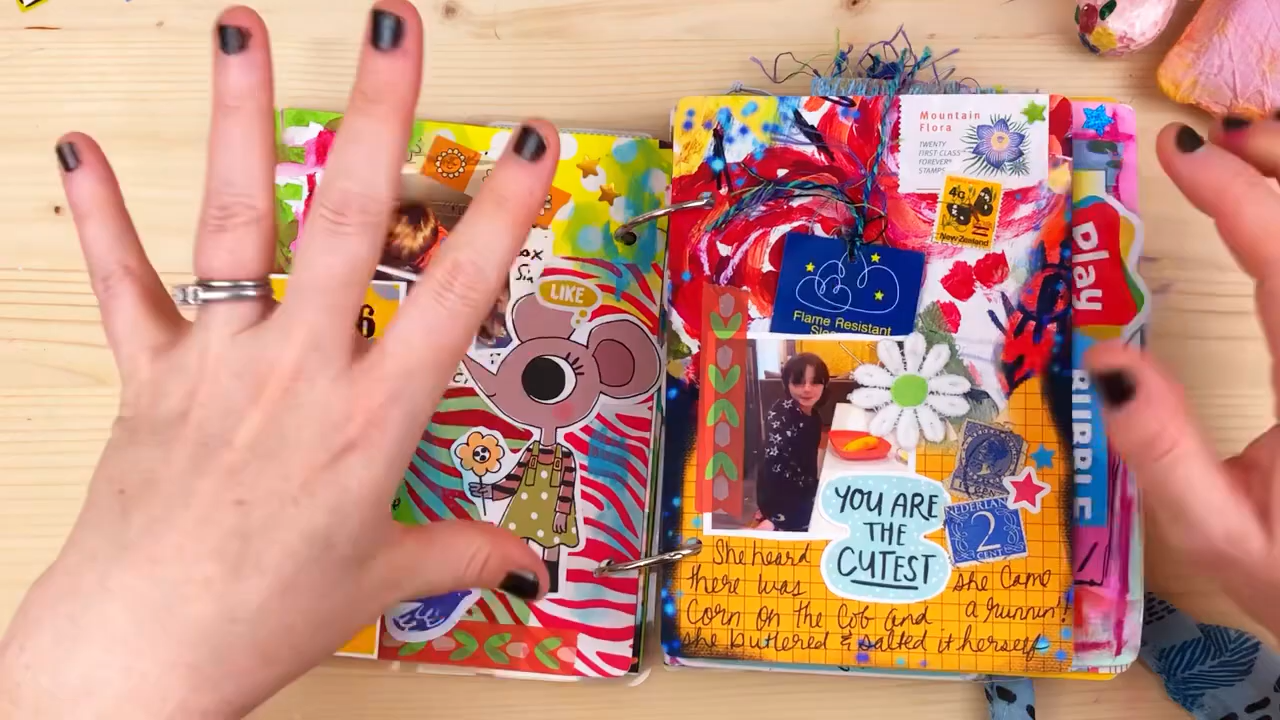 LIKE
6
Mountain
Flora
TWENTY
FIRST-CLASS
FOREVER
STAMPS
40
New Zealand
Flame Resistant
Play
BUBBLE
YOU ARE
THE
CUTEST
NEDERLAND
2
CENT
She heard
there was she came
Corn on the Cob and a runnin'!
she buttered & salted it herself